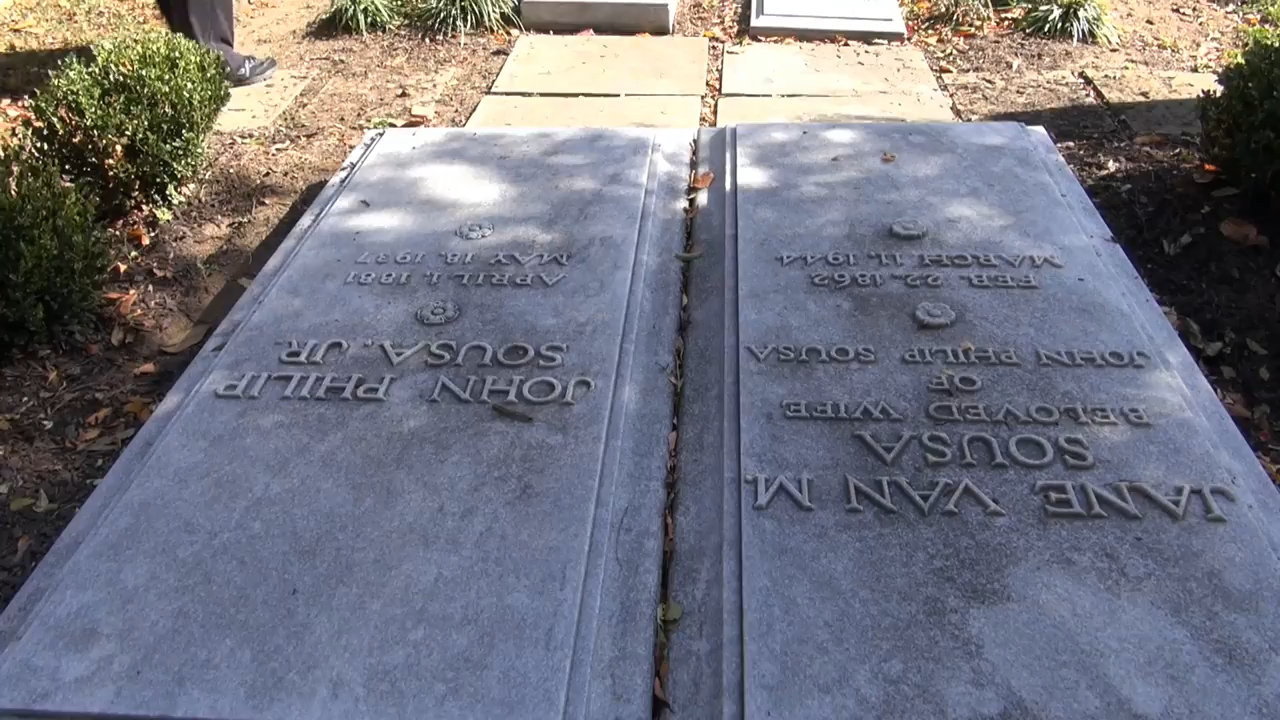 JOHN PHILIP
SOUSA, JR.
APRIL 1, 1881
MAY 18, 1937
JANE VAN M.
SOUSA
BELOVED WIFE
OF
JOHN PHILIP SOUSA
FEB. 22, 1862
MARCH 11, 1944